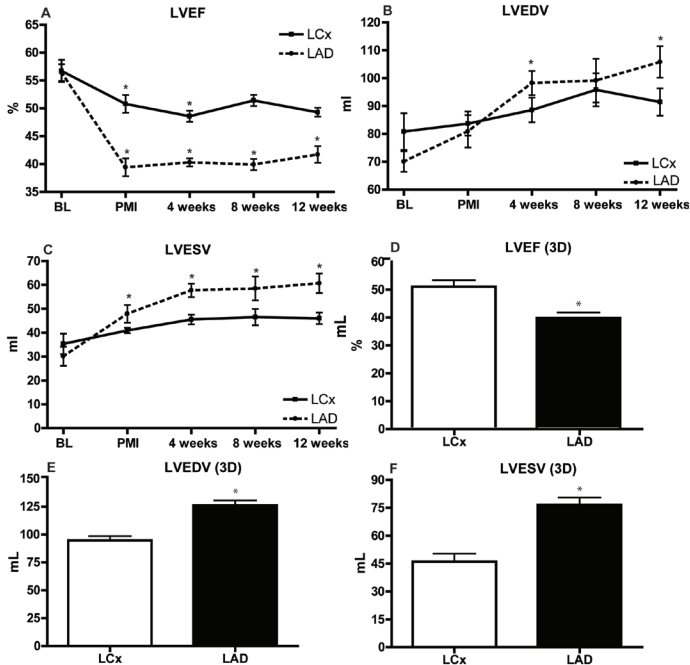 A LVEF
LCx
LAD
%
60
55
50
45
40
35
* * * * * *
BL PMI 4 weeks 8 weeks 12 weeks
B LVEDV
ml
120
100
80
60
* *
LCx
LAD
BL PMI 4 weeks 8 weeks 12 weeks
C LVESV
ml
70
60
50
40
30
20
10
0
* * * *
LCx
LAD
BL PMI 4 weeks 8 weeks 12 weeks
D LVEF (3D)
mL
%
60
50
40
30
20
10
0
*
LCx LAD
E LVEDV (3D)
mL
150
125
100
75
50
25
0
*
LCx LAD
F LVESV (3D)
mL
90
75
60
45
30
15
0
*
LCx LAD